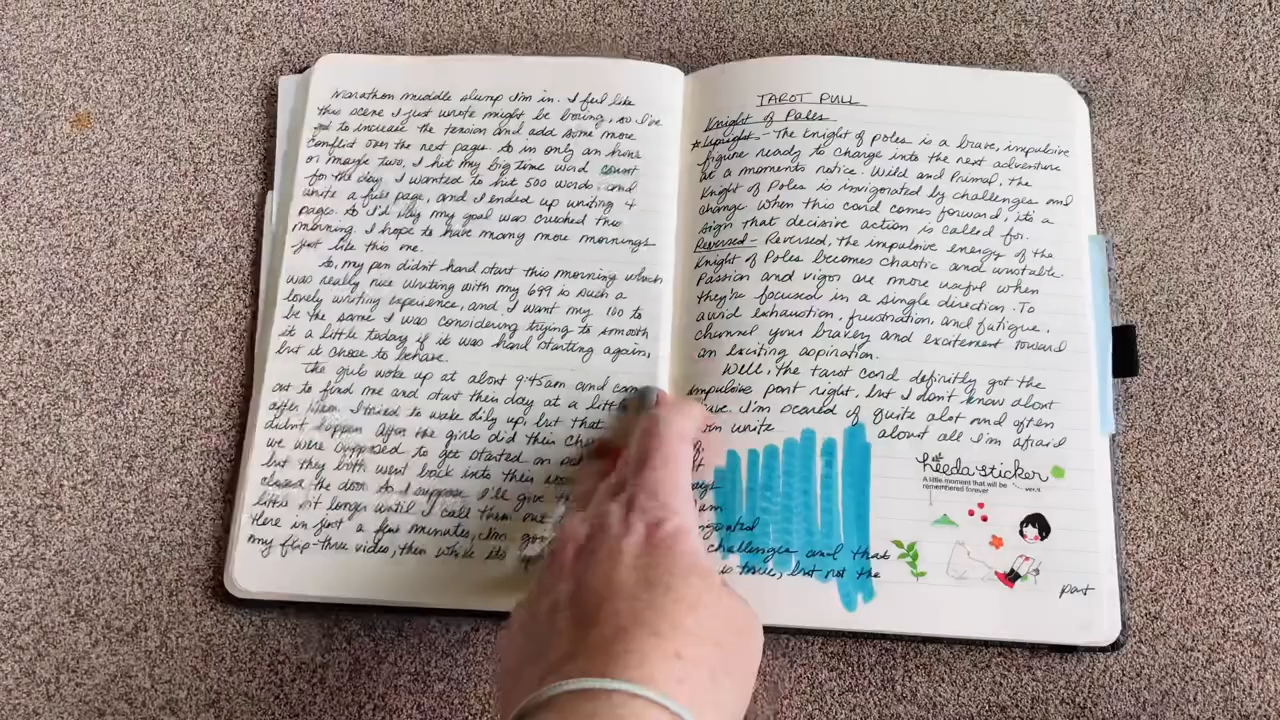 Marathon muddle slump I'm in. I feel like
this scene I just wrote might be boring, so I've
to increase the tension and add some more
conflict over the next pages. So in only an hour
or maybe two, I hit my big time word count
for the day. I wanted to hit 500 words, and
write a full page, and I ended up writing 4
pages. So I'd say my goal was crushed this
morning. I hope to have many more mornings
just like this one.
So, my pen didn't hard start this morning which
was really nice. Writing with my 699 is such a
lovely writing experience, and I want my 100 to
be the same. I was considering trying to smooth
it a little today if it was hard starting again,
but it chose to behave.
The girls woke up at about 9:45am and
out to find me and start their day at a
after I tried to wake dily up, but that
didn't happen. After the girls did their
we were supposed to get started on
but they both went back into their
closed the door. So I suppose I'll give
little bit longer until I call them out
There in just a few minutes, I'm
my flip-three video, then while its
TAROT PULL
Knight of Poles
* Upright - The Knight of poles is a brave, impulsive
figure ready to charge into the next adventure
at a moments notice. Wild and Primal, the
Knight of Poles is invigorated by challenges and
change. When this card comes forward, it's a
sign that decisive action is called for.
Reversed - Reversed, the impulsive energy of the
Knight of Poles becomes chaotic and unstable.
Passion and vigor are more useful when
they're focused in a single direction. To
avoid exhaustion, frustration, and fatigue,
channel your bravery and excitement toward
an exciting aspiration.
Well, the tarot card definitly got the
impulsive part right, but I don't know about
I'm scared of quite alot and often
write about all I'm afraid
am
challenges and that
is true, but not the
part
heeda sticker
A little moment that will be
remembered forever
ver.4